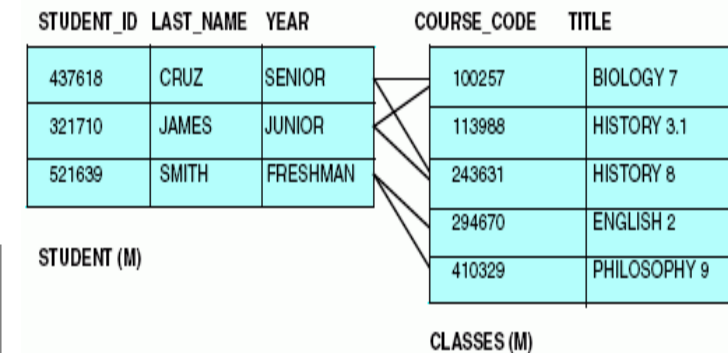 STUDENT_ID LAST_NAME YEAR COURSE_CODE TITLE
437618 CRUZ SENIOR 100257 BIOLOGY 7
321710 JAMES JUNIOR 113988 HISTORY 3.1
521639 SMITH FRESHMAN 243631 HISTORY 8
294670 ENGLISH 2
STUDENT (M)
410329 PHILOSOPHY 9
CLASSES (M)